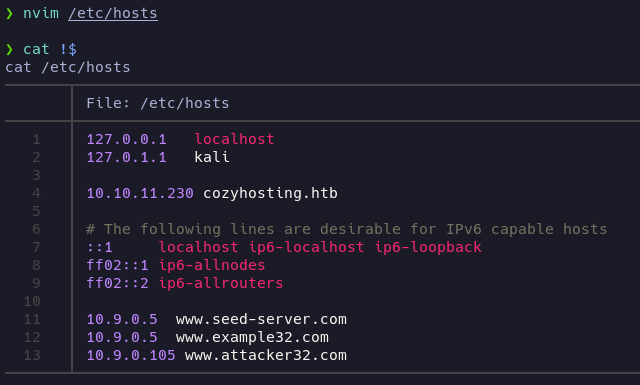 ❯ nvim /etc/hosts
❯ cat !$
cat /etc/hosts
File: /etc/hosts
1 127.0.0.1   localhost
2 127.0.1.1   kali
3
4 10.10.11.230 cozyhosting.htb
5
6 # The following lines are desirable for IPv6 capable hosts
7 ::1     localhost ip6-localhost ip6-loopback
8 ff02::1 ip6-allnodes
9 ff02::2 ip6-allrouters
10
11 10.9.0.5  www.seed-server.com
12 10.9.0.5  www.example32.com
13 10.9.0.105 www.attacker32.com